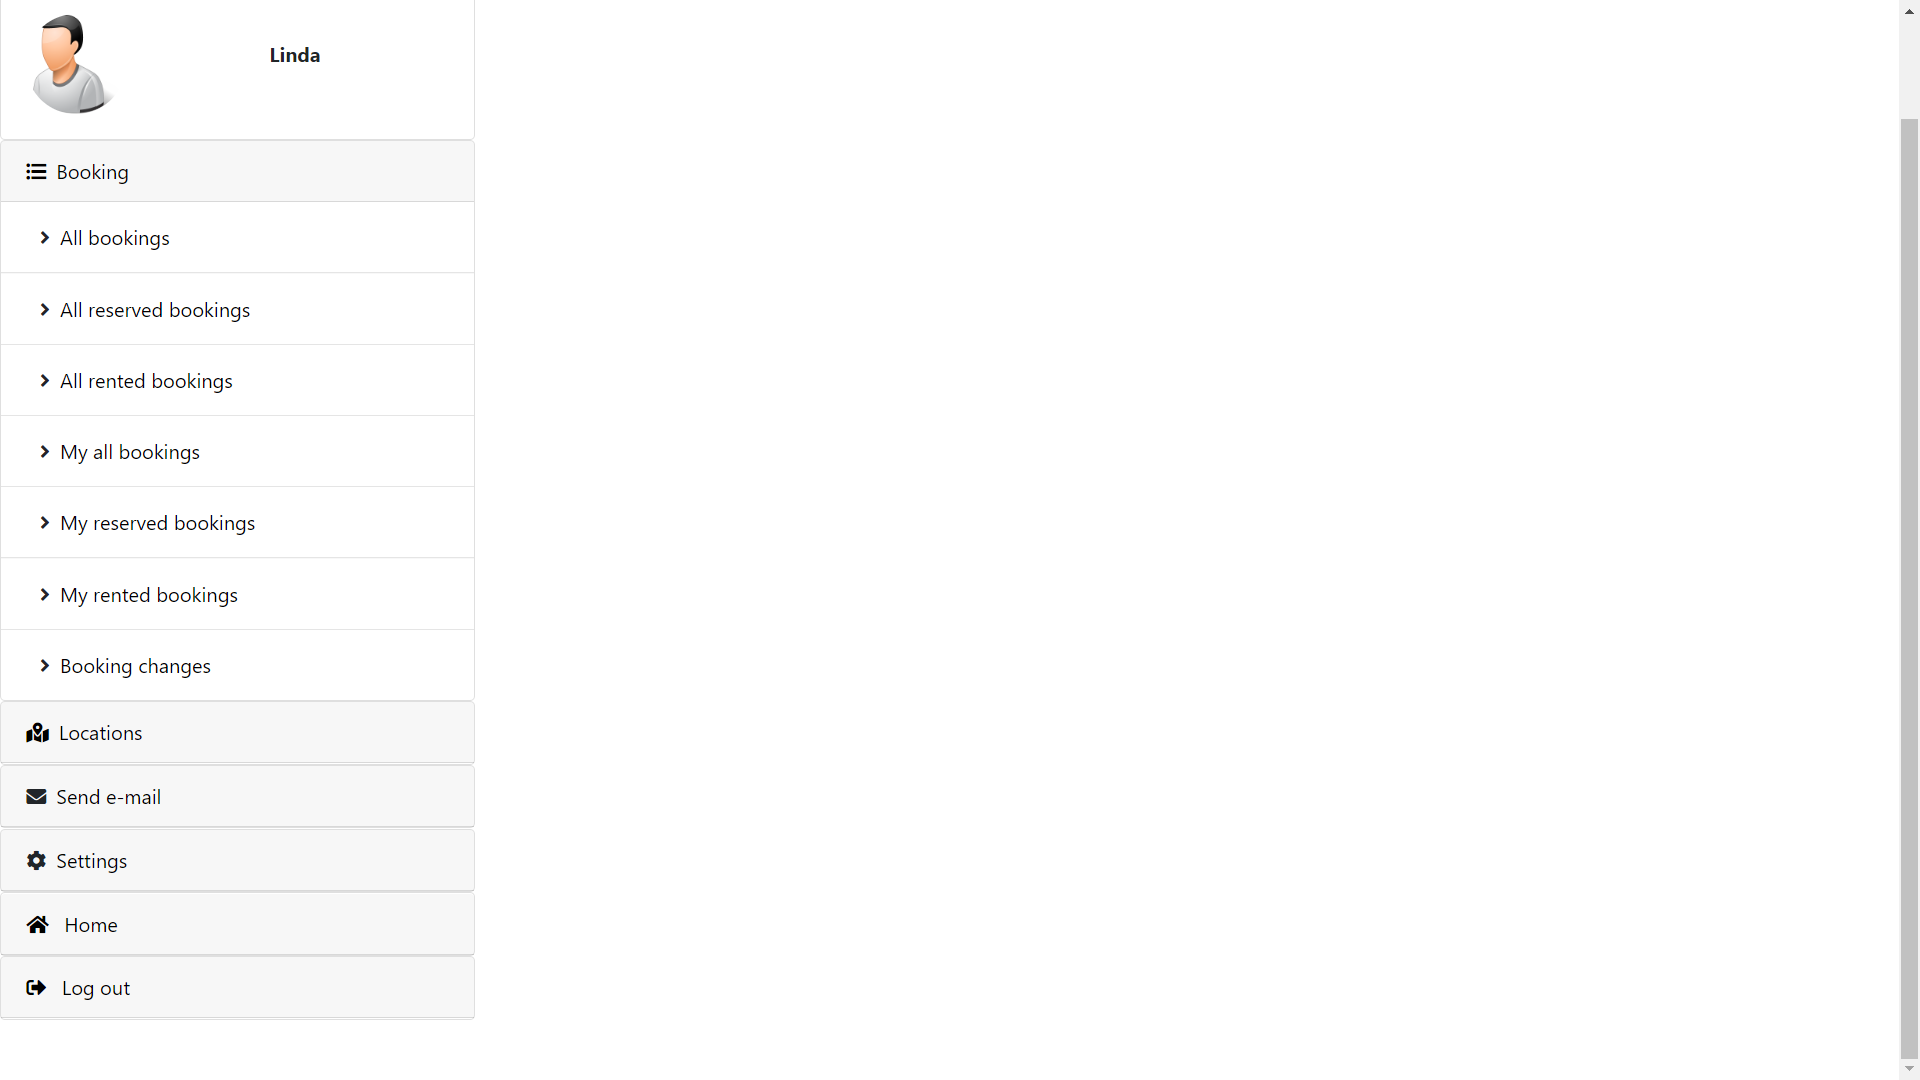 Linda
Booking
All bookings
All reserved bookings
All rented bookings
My all bookings
My reserved bookings
My rented bookings
Booking changes
Locations
Send e-mail
Settings
Home
Log out